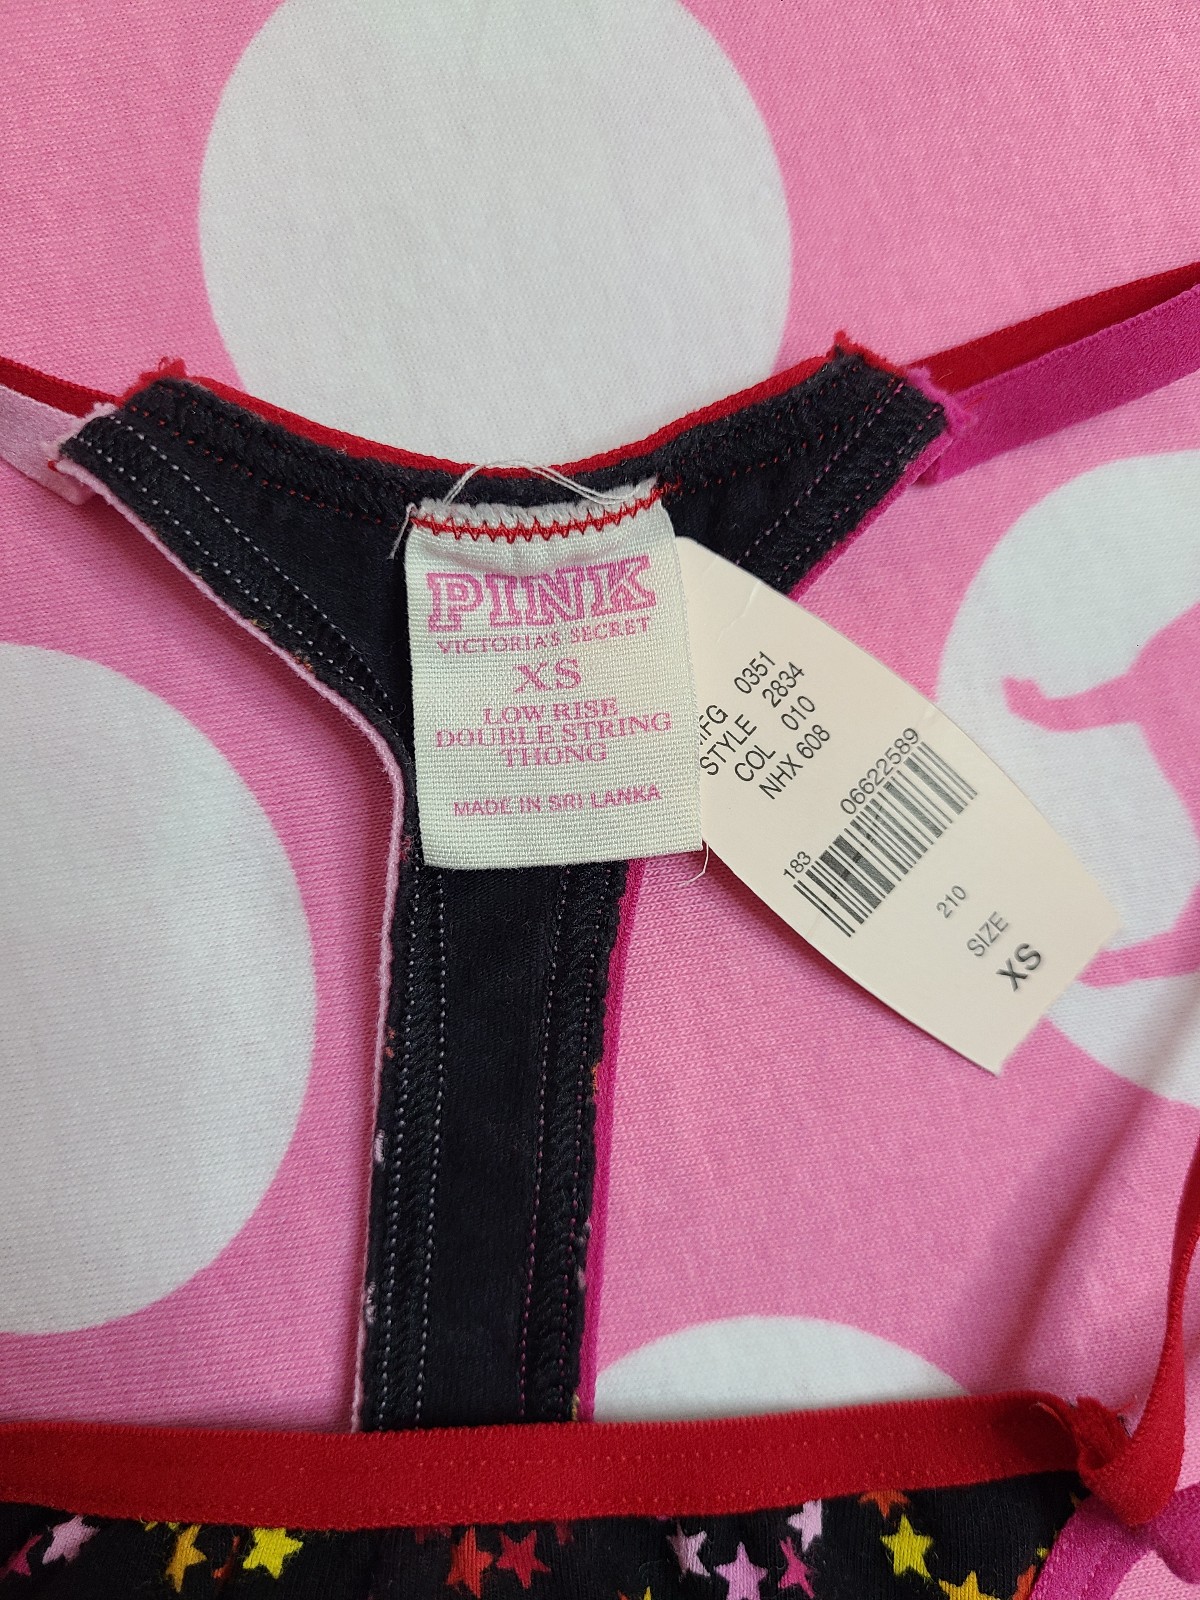 PINK
VICTORIA'S SECRET
XS
LOW RISE
DOUBLE STRING
THONG
MADE IN SRI LANKA
MFG 0351
STYLE 2834
COL 010
NHX 608
06622589
183
210
SIZE
XS